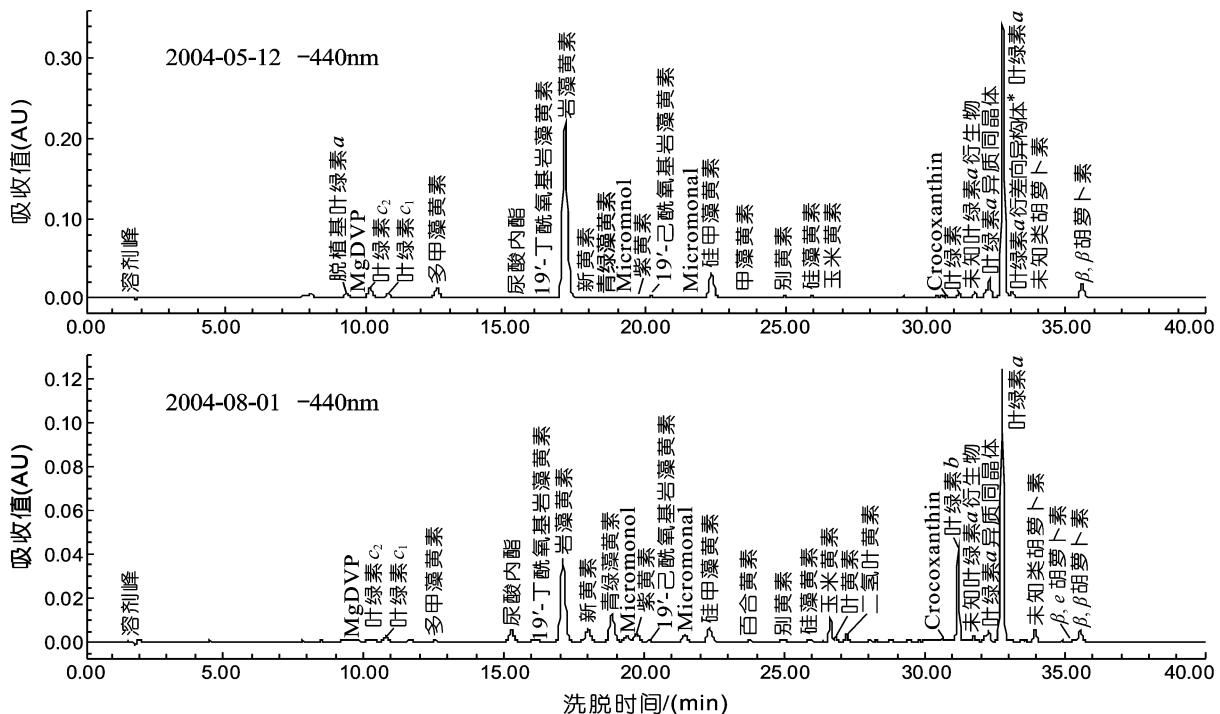 吸收值(AU)
0.30
0.20
0.10
0.00
2004-05-12 −440nm
溶剂峰
脱植基叶绿素a
MgDVP
叶绿素c2
叶绿素c1
多甲藻黄素
尿酸内酯
19′-丁酰氧基岩藻黄素
岩藻黄素
新黄素
青绿藻黄素
Micromnol
紫黄素
19′-己酰氧基岩藻黄素
Micromonal
硅甲藻黄素
甲藻黄素
别黄素
硅藻黄素
玉米黄素
Crocoxanthin
叶绿素
未知叶绿素a衍生物
叶绿素a异质同晶体
叶绿素a衍差向异构体*
叶绿素a
未知类胡萝卜素
β, β胡萝卜素
0.00 5.00 10.00 15.00 20.00 25.00 30.00 35.00 40.00
吸收值(AU)
0.12
0.10
0.08
0.06
0.04
0.02
0.00
2004-08-01 −440nm
溶剂峰
MgDVP
叶绿素c2
叶绿素c1
多甲藻黄素
尿酸内酯
19′-丁酰氧基岩藻黄素
岩藻黄素
新黄素
青绿藻黄素
Micromonol
紫黄素
19′-己酰氧基岩藻黄素
Micromonal
硅甲藻黄素
百合黄素
别黄素
硅藻黄素
玉米黄素
叶黄素
二氢叶黄素
Crocoxanthin
叶绿素b
未知叶绿素a衍生物
叶绿素a异质同晶体
叶绿素a
未知类胡萝卜素
β, e胡萝卜素
β, β胡萝卜素
0.00 5.00 10.00 15.00 20.00 25.00 30.00 35.00 40.00
洗脱时间/(min)